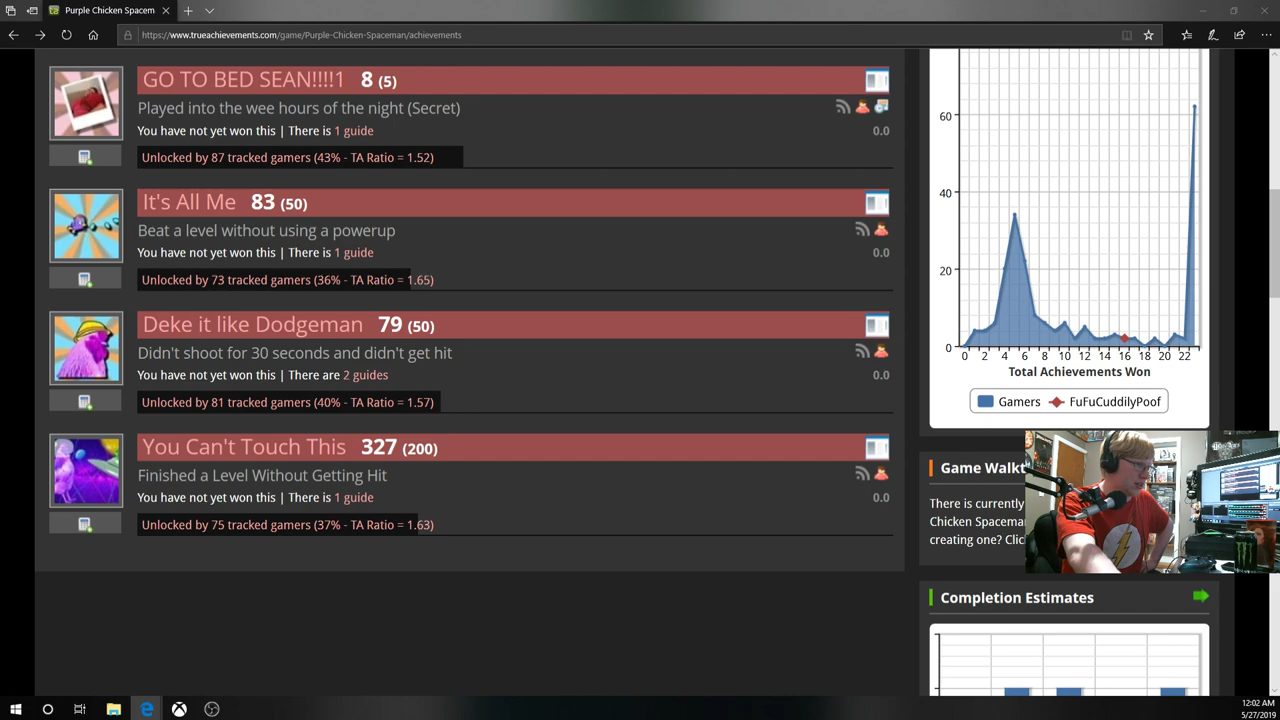 Purple Chicken Spacem
https://www.trueachievements.com/game/Purple-Chicken-Spaceman/achievements
GO TO BED SEAN!!!!1 8 (5)
Played into the wee hours of the night (Secret)
You have not yet won this | There is 1 guide
0.0
Unlocked by 87 tracked gamers (43% - TA Ratio = 1.52)
It's All Me 83 (50)
Beat a level without using a powerup
You have not yet won this | There is 1 guide
0.0
Unlocked by 73 tracked gamers (36% - TA Ratio = 1.65)
Deke it like Dodgeman 79 (50)
Didn't shoot for 30 seconds and didn't get hit
You have not yet won this | There are 2 guides
0.0
Unlocked by 81 tracked gamers (40% - TA Ratio = 1.57)
You Can't Touch This 327 (200)
Finished a Level Without Getting Hit
You have not yet won this | There is 1 guide
0.0
Unlocked by 75 tracked gamers (37% - TA Ratio = 1.63)
60
40
20
0
0 2 4 6 8 10 12 14 16 18 20 22
Total Achievements Won
Gamers FuFuCuddilyPoof
Game Walkt
There is currently
Chicken Spaceman
creating one? Clic
Completion Estimates
12:02 AM
5/27/2019